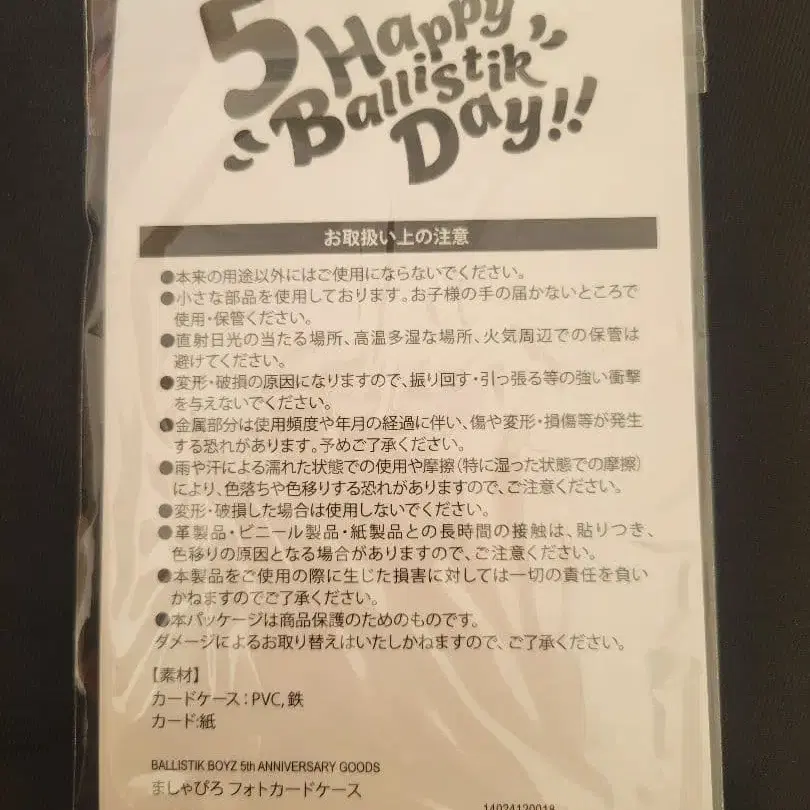 5 Happy
Ballistik
Day!!
お取扱い上の注意
●本来の用途以外にはご使用にならないでください。
●小さな部品を使用しております。お子様の手の届かないところで
使用・保管ください。
●直射日光の当たる場所、高温多湿な場所、火気周辺での保管は
避けてください。
●変形・破損の原因になりますので、振り回す・引っ張る等の強い衝撃
を与えないでください。
●金属部分は使用頻度や年月の経過に伴い、傷や変形・損傷等が発生
する恐れがあります。予めご了承ください。
●雨や汗による濡れた状態での使用や摩擦(特に湿った状態での摩擦)
により、色落ちや色移りする恐れがありますので、ご注意ください。
●変形・破損した場合は使用しないでください。
●革製品・ビニール製品・紙製品との長時間の接触は、貼りつき、
色移りの原因となる場合がありますので、ご注意ください。
●本製品をご使用の際に生じた損害に対しては一切の責任を負い
かねますのでご了承ください。
●本パッケージは商品保護のためのものです。
ダメージによるお取り替えはいたしかねますので、ご了承ください。
【素材】
カードケース:PVC,鉄
カード:紙
BALLISTIK BOYZ 5th ANNIVERSARY GOODS
ましゃぴろ フォトカードケース
14024120018